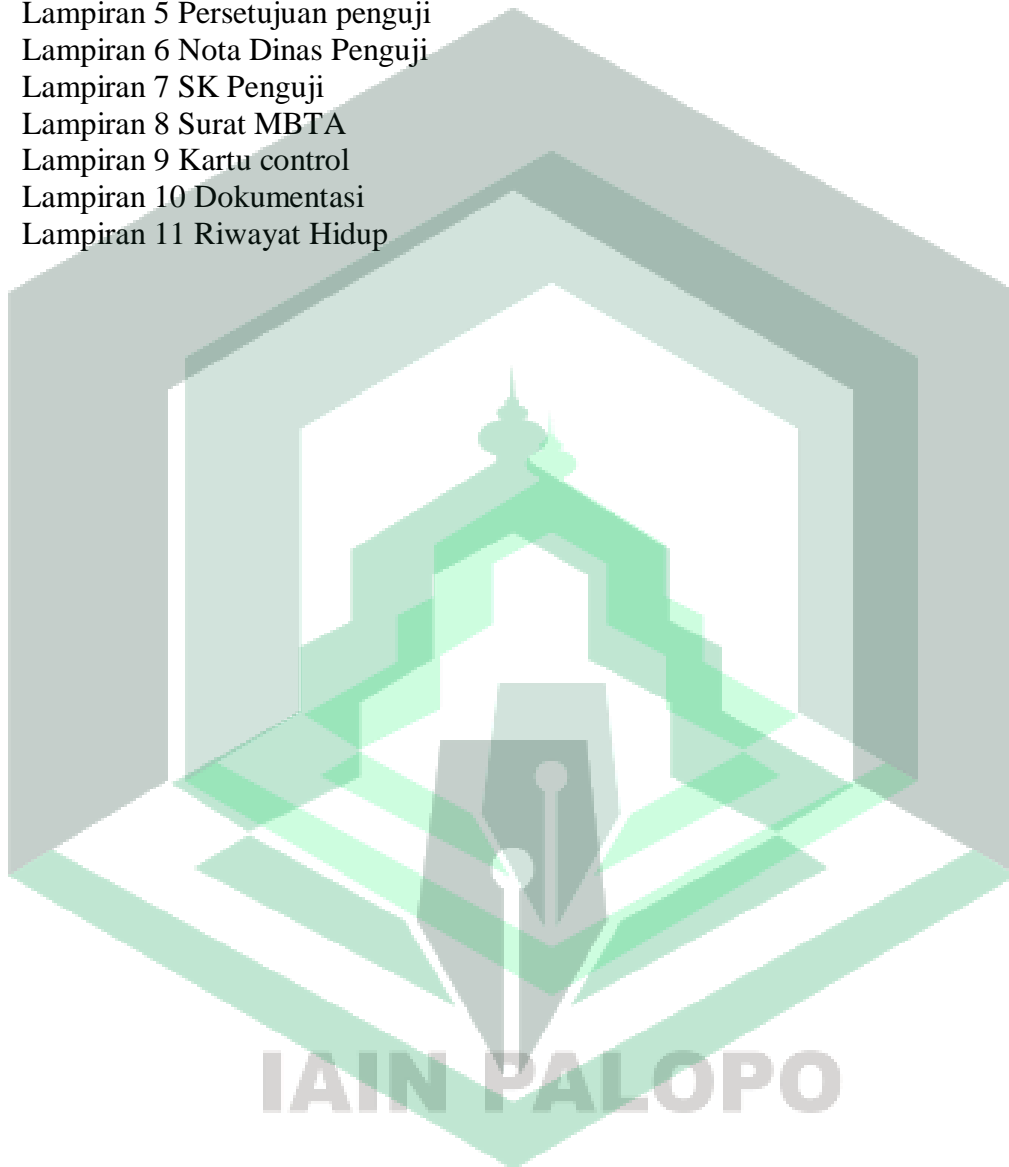 Lampiran 5 Persetujuan penguji
Lampiran 6 Nota Dinas Penguji
Lampiran 7 SK Penguji
Lampiran 8 Surat MBTA
Lampiran 9 Kartu control
Lampiran 10 Dokumentasi
Lampiran 11 Riwayat Hidup
IAIN PALOPO